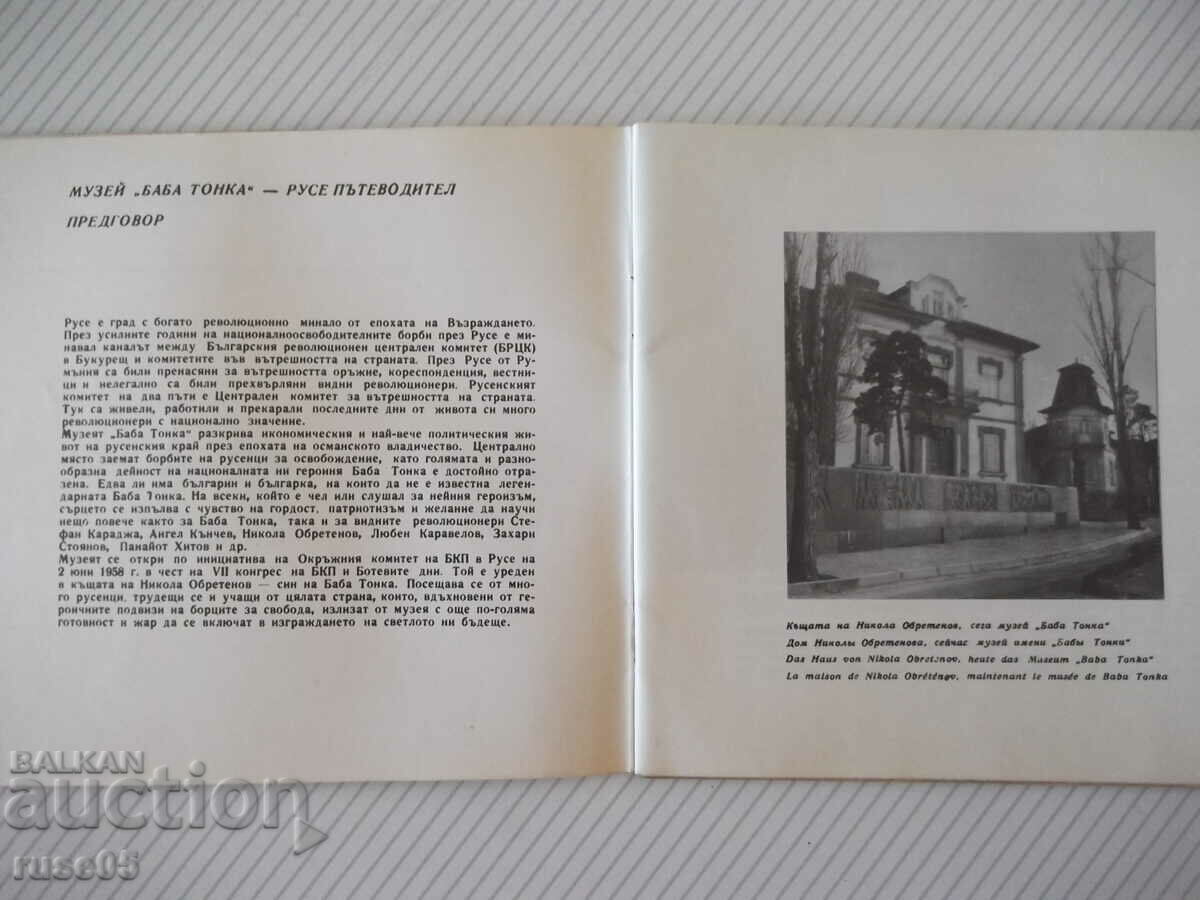 МУЗЕЙ „БАБА ТОНКА“ — РУСЕ ПЪТЕВОДИТЕЛ
ПРЕДГОВОР
Русе е град с богато революционно минало от епохата на Възраждането.
През усилните години на националноосвободителните борби през Русе е ми-
навал каналът между Българския революционен централен комитет (БРЦК)
в Букурещ и комитетите във вътрешността на страната. През Русе от Ру-
мъния са били пренасяни за вътрешността оръжие, кореспонденция, вестни-
ци и нелегално са били прехвърляни видни революционери. Русенският
комитет на два пъти е Централен комитет за вътрешността на страната.
Тук са живели, работили и прекарали последните дни от живота си много
революционери с национално значение.
Музеят „Баба Тонка“ разкрива икономическия и най-вече политическия жи-
вот на русенския край през епохата на османското владичество. Централно
място заемат борбите на русенци за освобождение, като голямата и разно-
образна дейност на националната ни героиня Баба Тонка е достойно отра-
зена. Едва ли има българин и българка, на които да не е известна леген-
дарната Баба Тонка. На всеки, който е чел или слушал за нейния героизъм,
сърцето се изпълва с чувство на гордост, патриотизъм и желание да научи
нещо повече както за Баба Тонка, така и за видните революционери Сте-
фан Караджа, Ангел Кънчев, Никола Обретенов, Любен Каравелов, Захари
Стоянов, Панайот Хитов и др.
Музеят се откри по инициатива на Окръжния комитет на БКП в Русе на
2 юни 1958 г. в чест на VII конгрес на БКП и Ботевите дни. Той е уреден
в къщата на Никола Обретенов — син на Баба Тонка. Посещава се от мно-
го русенци, трудещи се и учащи от цялата страна, които, вдъхновени от ге-
роичните подвизи на борците за свобода, излизат от музея с още по-голяма
готовност и жар да се включат в изграждането на светлото ни бъдеще.
Къщата на Никола Обретенов, сега музей „Баба Тонка“
Дом Николы Обретенова, сейчас музей имени „Бабы Тонки“
Das Haus von Nikola Obretenov, heute das Museum „Baba Tonka“
La maison de Nikola Obréténov, maintenant le musée de Baba Tonka
BALKAN
auction
ruse05